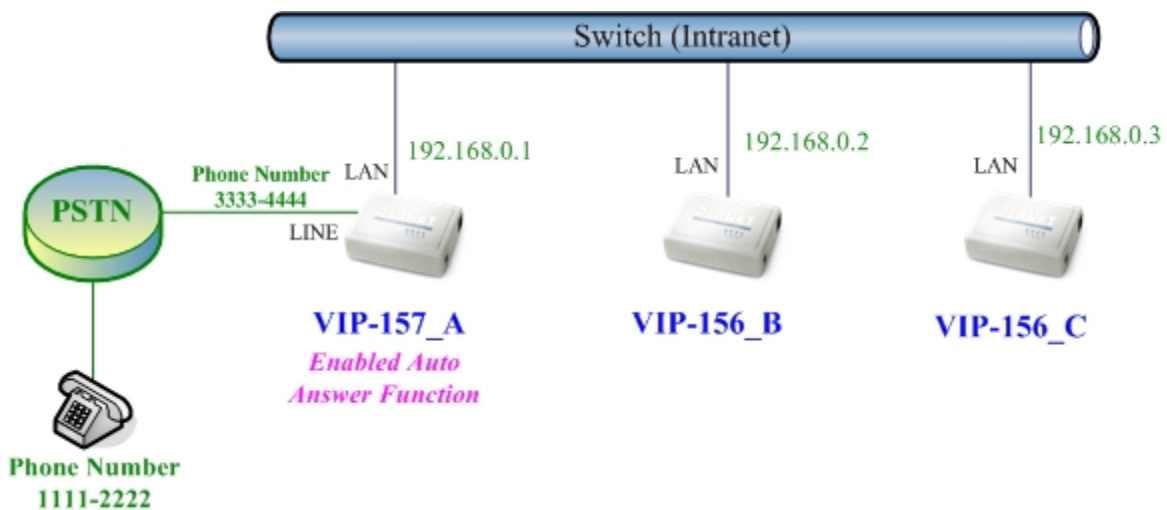 Switch (Intranet)
192.168.0.1
192.168.0.2
192.168.0.3
LAN
LAN
LAN
Phone Number
3333-4444
PSTN
LINE
VIP-157_A
VIP-156_B
VIP-156_C
Enabled Auto
Answer Function
Phone Number
1111-2222